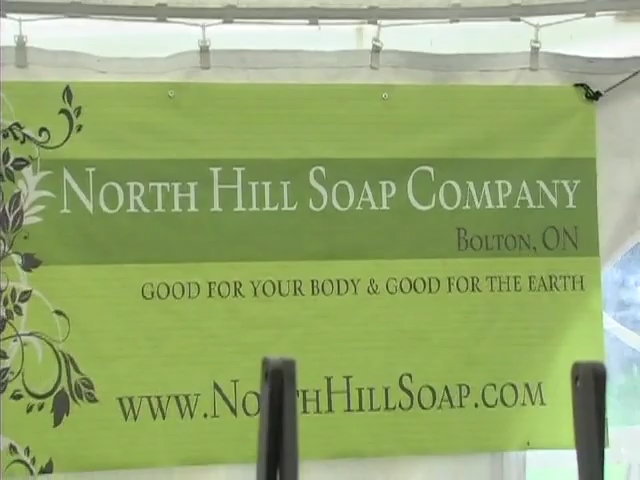 North Hill Soap Company
Bolton, ON
GOOD FOR YOUR BODY & GOOD FOR THE EARTH
www.NorthHillSoap.com